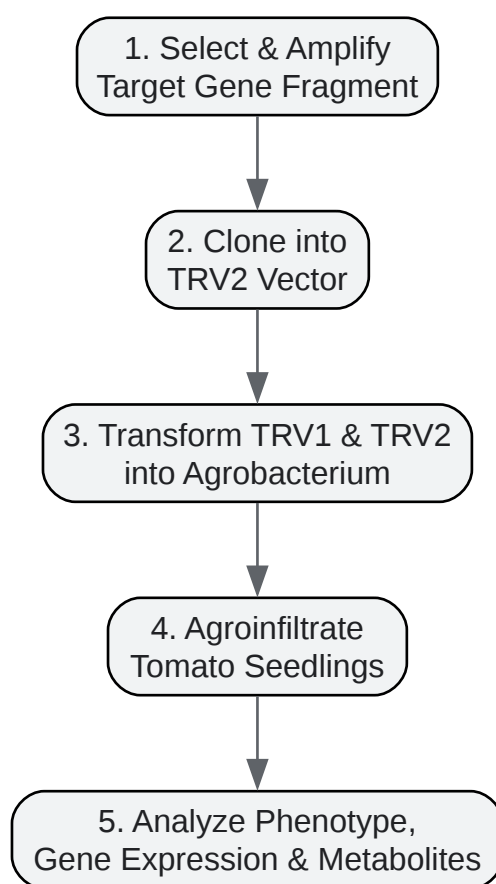 1. Select & Amplify
Target Gene Fragment
2. Clone into
TRV2 Vector
3. Transform TRV1 & TRV2
into Agrobacterium
4. Agroinfiltrate
Tomato Seedlings
5. Analyze Phenotype,
Gene Expression & Metabolites